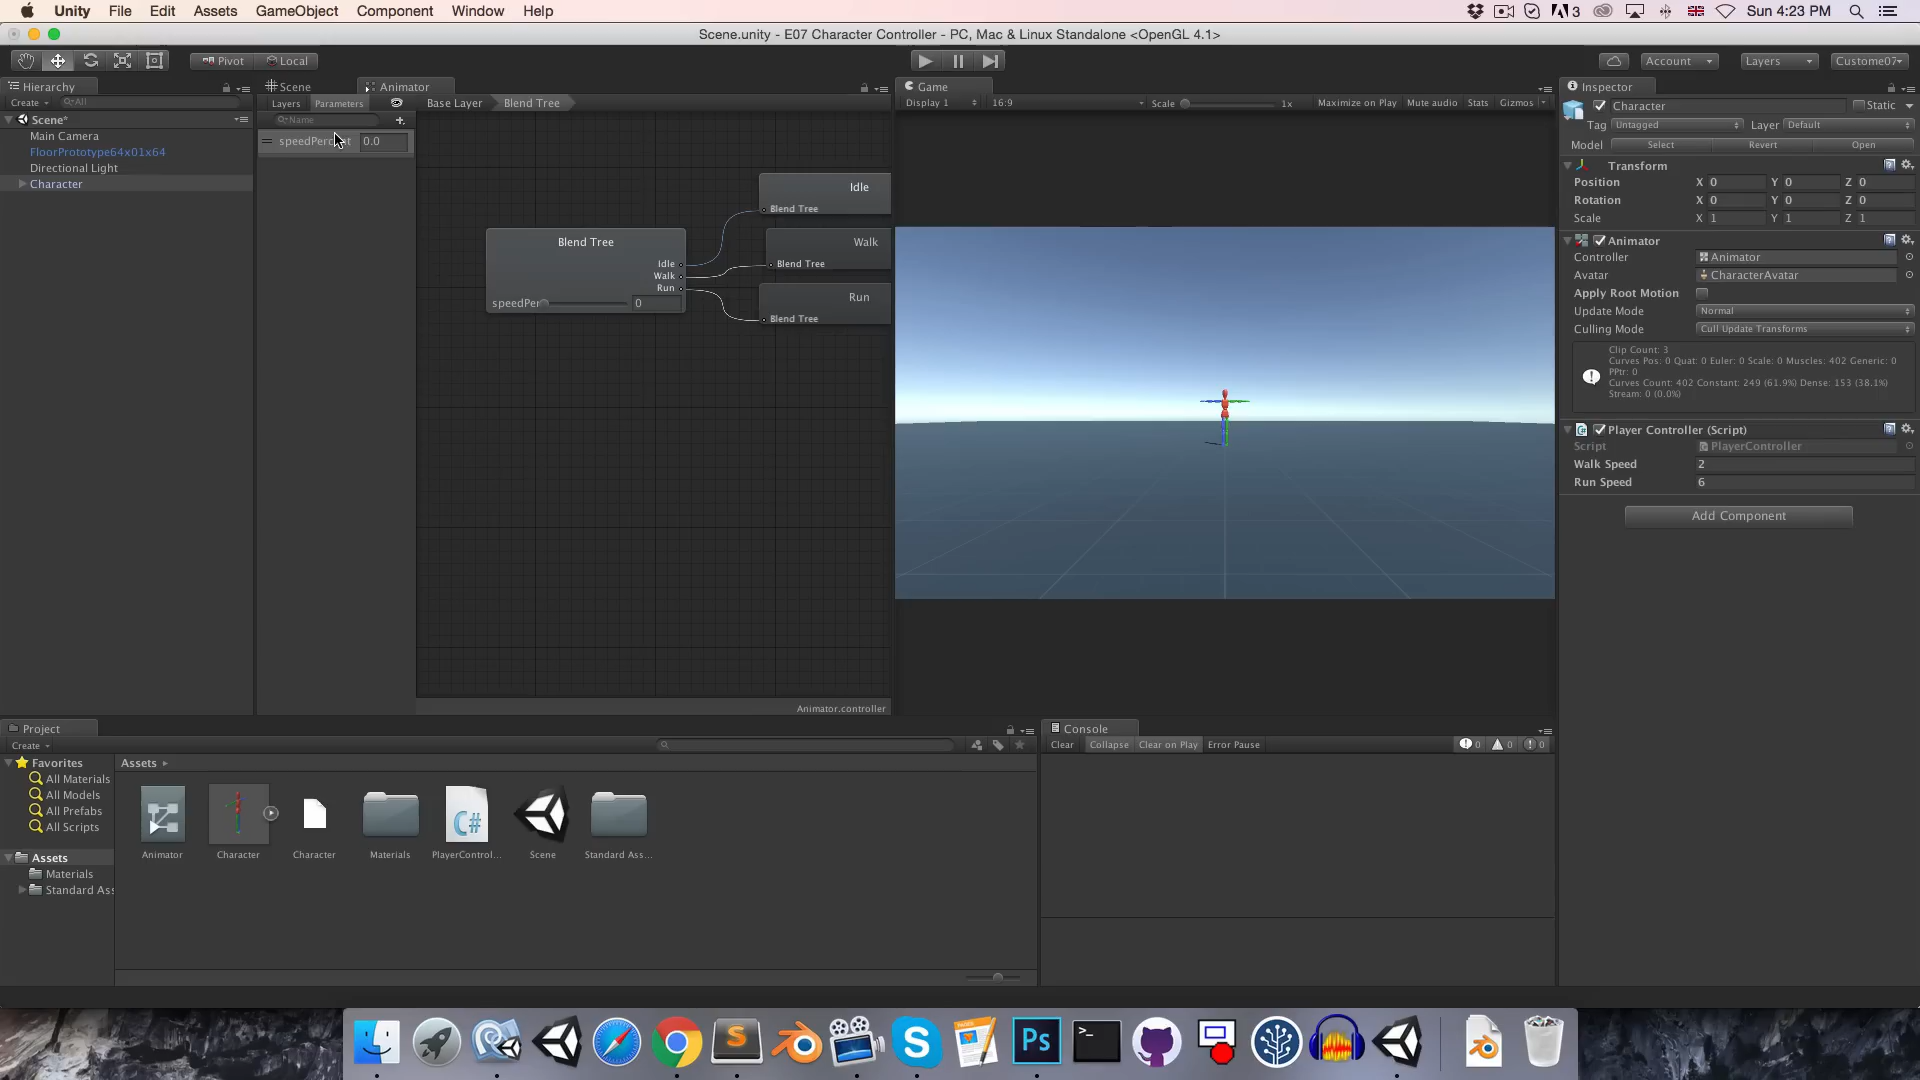 Unity File Edit Assets GameObject Component Window Help
3 Sun 4:23 PM
Scene.unity - E07 Character Controller - PC, Mac & Linux Standalone <OpenGL 4.1>
Pivot Local
Account Layers Custome07
Hierarchy
Create All
Scene*
Main Camera
FloorPrototype64x01x64
Directional Light
Character
Scene Animator
Layers Parameters Base Layer Blend Tree
Name
0.0
Idle
Blend Tree
Walk
Blend Tree
Run
Blend Tree
Blend Tree
Idle
Walk
Run
speedPer 0
Animator.controller
Game
Display 1 16:9 Scale 1x Maximize on Play Mute audio Stats Gizmos
Inspector
Character Static
Tag Untagged Layer Default
Model Select Revert Open
Transform
Position X 0 Y 0 Z 0
Rotation X 0 Y 0 Z 0
Scale X 1 Y 1 Z 1
Animator
Controller Animator
Avatar CharacterAvatar
Apply Root Motion
Update Mode Normal
Culling Mode Cull Update Transforms
Clip Count: 3
Curves Pos: 0 Quat: 0 Euler: 0 Scale: 0 Muscles: 402 Generic: 0
PPtr: 0
Curves Count: 402 Constant: 249 (61.9%) Dense: 153 (38.1%)
Stream: 0 (0.0%)
Player Controller (Script)
Script PlayerController
Walk Speed 2
Run Speed 6
Add Component
Project
Create
Favorites
All Materials
All Models
All Prefabs
All Scripts
Assets
Materials
Standard Ass
Assets
Animator Character Character Materials PlayerControl... Scene Standard Ass...
C#
Console
Clear Collapse Clear on Play Error Pause 0 0 0
S Ps >_